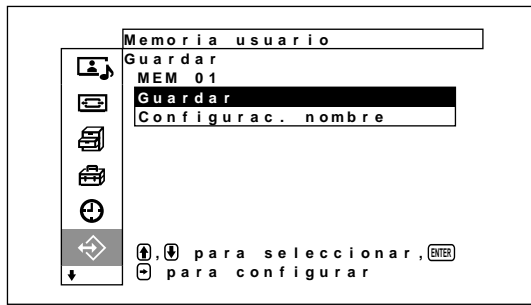 Memoria usuario
Guardar
MEM 01
Guardar
Configurac. nombre
, para seleccionar, ENTER
para configurar